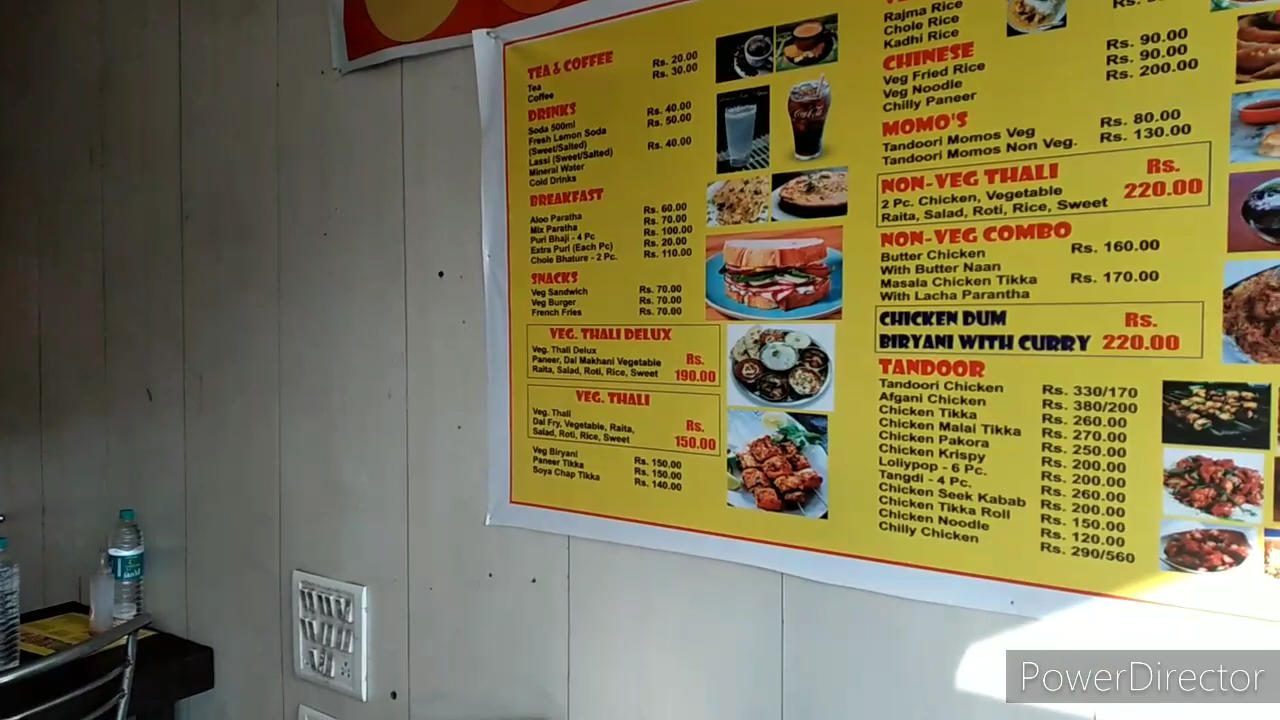 TEA & COFFEE
Tea Rs. 20.00
Coffee Rs. 30.00
DRINKS
Soda 500ml Rs. 40.00
Fresh Lemon Soda Rs. 50.00
(Sweet/Salted)
Lassi (Sweet/Salted) Rs. 40.00
Mineral Water
Cold Drinks
BREAKFAST
Aloo Paratha Rs. 60.00
Mix Paratha Rs. 70.00
Puri Bhaji - 4 Pc Rs. 100.00
Extra Puri (Each Pc) Rs. 20.00
Chole Bhature - 2 Pc. Rs. 110.00
SNACKS
Veg Sandwich Rs. 70.00
Veg Burger Rs. 70.00
French Fries Rs. 70.00
VEG. THALI DELUX
Veg. Thali Delux
Paneer, Dal Makhani Vegetable Rs.
Raita, Salad, Roti, Rice, Sweet 190.00
VEG. THALI
Veg. Thali
Dal Fry, Vegetable, Raita, Rs.
Salad, Roti, Rice, Sweet 150.00
Veg Biryani Rs. 150.00
Paneer Tikka Rs. 150.00
Soya Chap Tikka Rs. 140.00
Rajma Rice
Chole Rice
Kadhi Rice
CHINESE
Veg Fried Rice Rs. 90.00
Veg Noodle Rs. 90.00
Chilly Paneer Rs. 200.00
MOMO'S
Tandoori Momos Veg Rs. 80.00
Tandoori Momos Non Veg. Rs. 130.00
NON-VEG THALI Rs.
2 Pc. Chicken, Vegetable 220.00
Raita, Salad, Roti, Rice, Sweet
NON-VEG COMBO
Butter Chicken Rs. 160.00
With Butter Naan
Masala Chicken Tikka Rs. 170.00
With Lacha Parantha
CHICKEN DUM Rs.
BIRYANI WITH CURRY 220.00
TANDOOR
Tandoori Chicken Rs. 330/170
Afgani Chicken Rs. 380/200
Chicken Tikka Rs. 260.00
Chicken Malai Tikka Rs. 270.00
Chicken Pakora Rs. 250.00
Chicken Krispy Rs. 200.00
Loliypop - 6 Pc. Rs. 200.00
Tangdi - 4 Pc. Rs. 260.00
Chicken Seek Kabab Rs. 200.00
Chicken Tikka Roll Rs. 150.00
Chicken Noodle Rs. 120.00
Chilly Chicken Rs. 290/560
PowerDirector